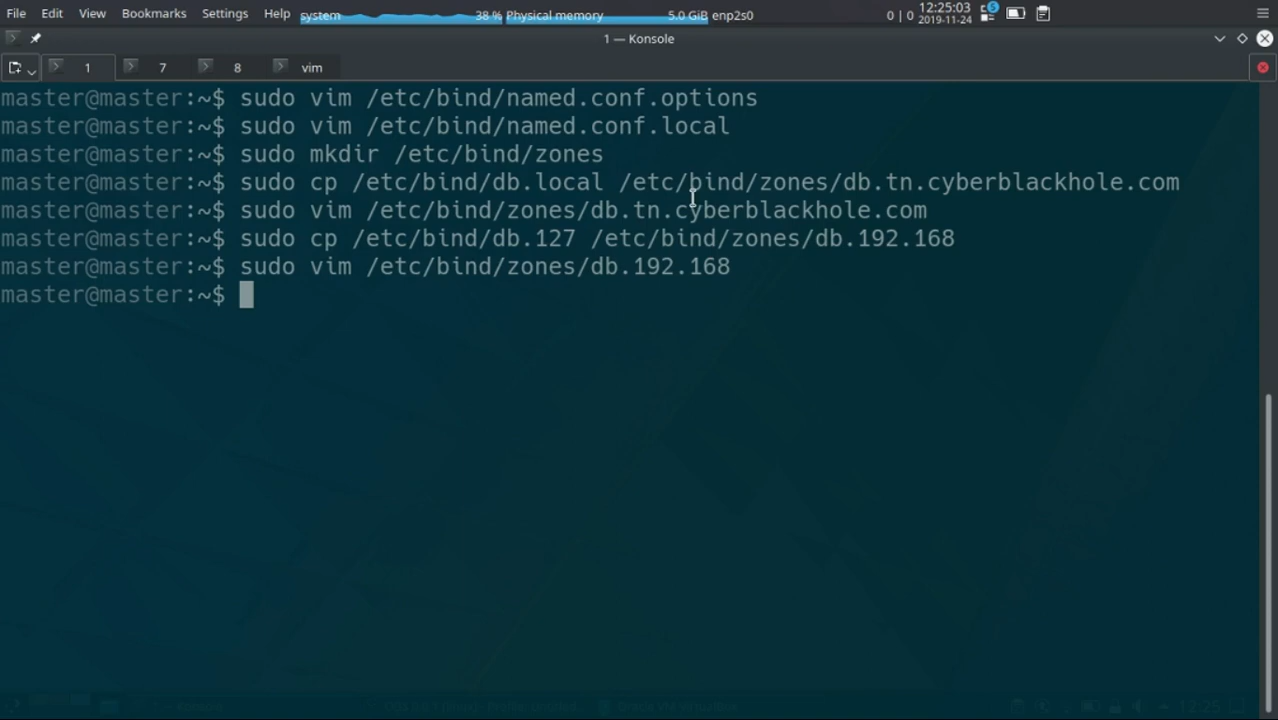 File Edit View Bookmarks Settings Help system 38 % Physical memory 5.0 GiB enp2s0 0 | 0 12:25:03 5
2019-11-24
1 — Konsole
1 7 8 vim
master@master:~$ sudo vim /etc/bind/named.conf.options
master@master:~$ sudo vim /etc/bind/named.conf.local
master@master:~$ sudo mkdir /etc/bind/zones
master@master:~$ sudo cp /etc/bind/db.local /etc/bind/zones/db.tn.cyberblackhole.com
master@master:~$ sudo vim /etc/bind/zones/db.tn.cyberblackhole.com
master@master:~$ sudo cp /etc/bind/db.127 /etc/bind/zones/db.192.168
master@master:~$ sudo vim /etc/bind/zones/db.192.168
master@master:~$
12:25